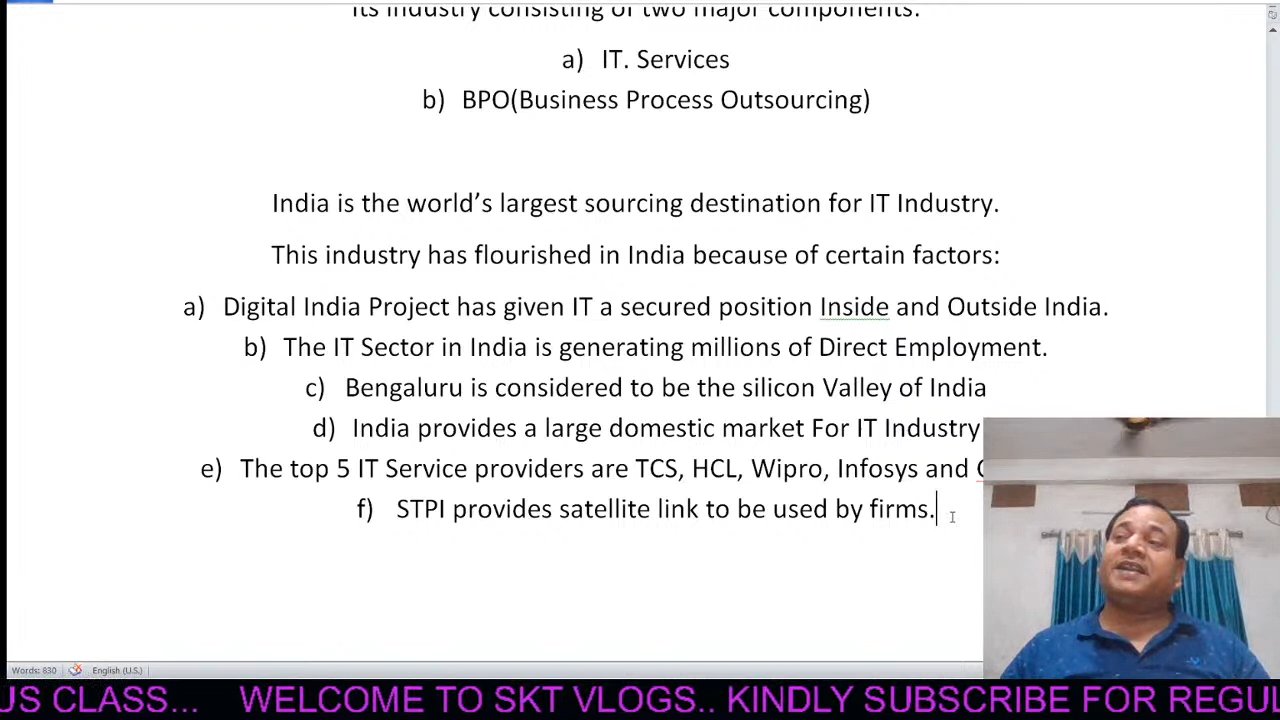 Its industry consisting of two major components.
a) IT. Services
b) BPO(Business Process Outsourcing)
India is the world’s largest sourcing destination for IT Industry.
This industry has flourished in India because of certain factors:
a) Digital India Project has given IT a secured position Inside and Outside India.
b) The IT Sector in India is generating millions of Direct Employment.
c) Bengaluru is considered to be the silicon Valley of India
d) India provides a large domestic market For IT Industry
e) The top 5 IT Service providers are TCS, HCL, Wipro, Infosys and
f) STPI provides satellite link to be used by firms.
Words: 830 English (U.S.)
US CLASS... WELCOME TO SKT VLOGS.. KINDLY SUBSCRIBE FOR REGUL